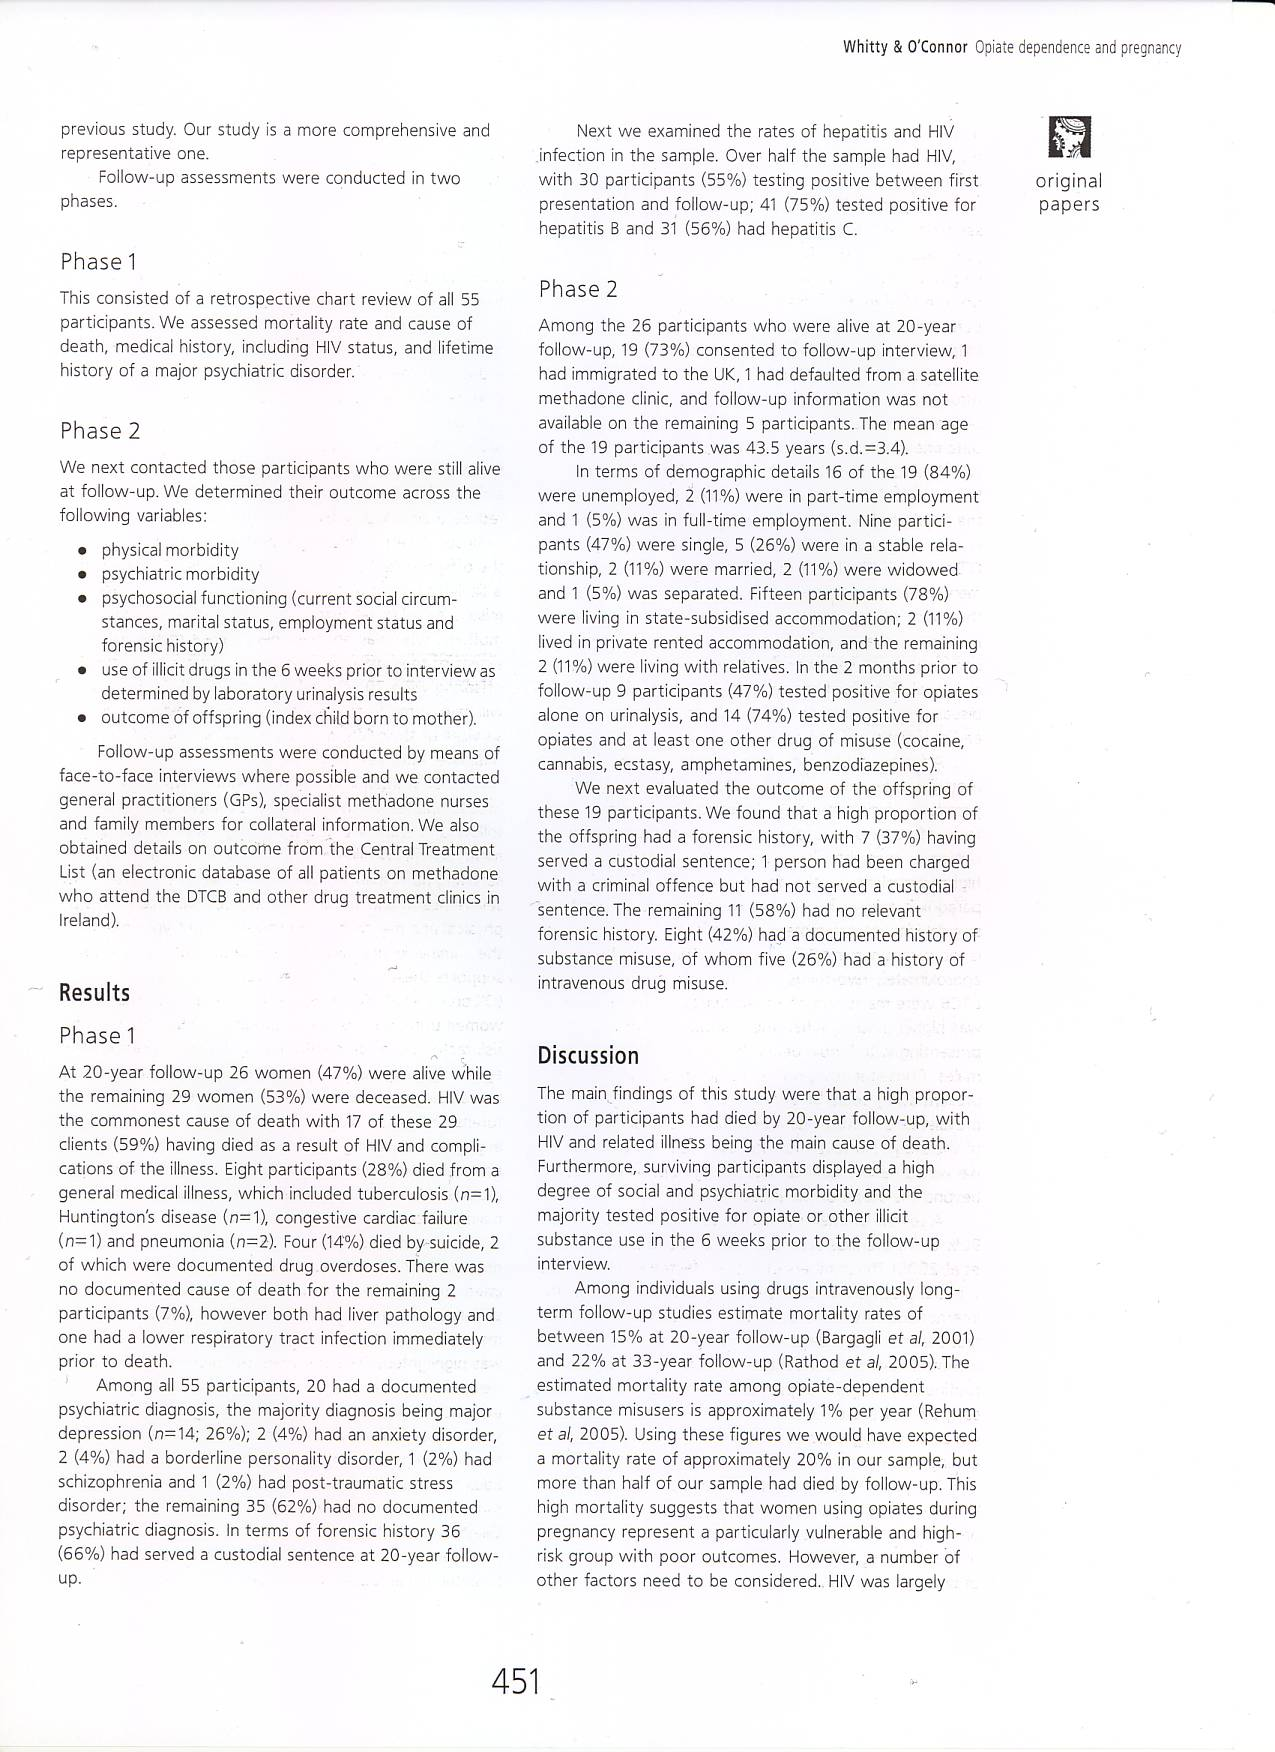 Whitty & O'Connor Opiate dependence and pregnancy
previous study. Our study is a more comprehensive and
representative one.
Follow-up assessments were conducted in two
phases.
Phase 1
This consisted of a retrospective chart review of all 55
participants. We assessed mortality rate and cause of
death, medical history, including HIV status, and lifetime
history of a major psychiatric disorder.
Phase 2
We next contacted those participants who were still alive
at follow-up. We determined their outcome across the
following variables:
● physical morbidity
● psychiatric morbidity
● psychosocial functioning (current social circum-
stances, marital status, employment status and
forensic history)
● use of illicit drugs in the 6 weeks prior to interview as
determined by laboratory urinalysis results
● outcome of offspring (index child born to mother).
Follow-up assessments were conducted by means of
face-to-face interviews where possible and we contacted
general practitioners (GPs), specialist methadone nurses
and family members for collateral information. We also
obtained details on outcome from the Central Treatment
List (an electronic database of all patients on methadone
who attend the DTCB and other drug treatment clinics in
Ireland).
Results
Phase 1
At 20-year follow-up 26 women (47%) were alive while
the remaining 29 women (53%) were deceased. HIV was
the commonest cause of death with 17 of these 29
clients (59%) having died as a result of HIV and compli-
cations of the illness. Eight participants (28%) died from a
general medical illness, which included tuberculosis (n=1),
Huntington's disease (n=1), congestive cardiac failure
(n=1) and pneumonia (n=2). Four (14%) died by suicide, 2
of which were documented drug overdoses. There was
no documented cause of death for the remaining 2
participants (7%), however both had liver pathology and
one had a lower respiratory tract infection immediately
prior to death.
Among all 55 participants, 20 had a documented
psychiatric diagnosis, the majority diagnosis being major
depression (n=14; 26%); 2 (4%) had an anxiety disorder,
2 (4%) had a borderline personality disorder, 1 (2%) had
schizophrenia and 1 (2%) had post-traumatic stress
disorder; the remaining 35 (62%) had no documented
psychiatric diagnosis. In terms of forensic history 36
(66%) had served a custodial sentence at 20-year follow-
up.
Next we examined the rates of hepatitis and HIV
infection in the sample. Over half the sample had HIV,
with 30 participants (55%) testing positive between first
presentation and follow-up; 41 (75%) tested positive for
hepatitis B and 31 (56%) had hepatitis C.
Phase 2
Among the 26 participants who were alive at 20-year
follow-up, 19 (73%) consented to follow-up interview, 1
had immigrated to the UK, 1 had defaulted from a satellite
methadone clinic, and follow-up information was not
available on the remaining 5 participants. The mean age
of the 19 participants was 43.5 years (s.d.=3.4).
In terms of demographic details 16 of the 19 (84%)
were unemployed, 2 (11%) were in part-time employment
and 1 (5%) was in full-time employment. Nine partici-
pants (47%) were single, 5 (26%) were in a stable rela-
tionship, 2 (11%) were married, 2 (11%) were widowed
and 1 (5%) was separated. Fifteen participants (78%)
were living in state-subsidised accommodation; 2 (11%)
lived in private rented accommodation, and the remaining
2 (11%) were living with relatives. In the 2 months prior to
follow-up 9 participants (47%) tested positive for opiates
alone on urinalysis, and 14 (74%) tested positive for
opiates and at least one other drug of misuse (cocaine,
cannabis, ecstasy, amphetamines, benzodiazepines).
We next evaluated the outcome of the offspring of
these 19 participants. We found that a high proportion of
the offspring had a forensic history, with 7 (37%) having
served a custodial sentence; 1 person had been charged
with a criminal offence but had not served a custodial
sentence. The remaining 11 (58%) had no relevant
forensic history. Eight (42%) had a documented history of
substance misuse, of whom five (26%) had a history of
intravenous drug misuse.
Discussion
The main findings of this study were that a high propor-
tion of participants had died by 20-year follow-up, with
HIV and related illness being the main cause of death.
Furthermore, surviving participants displayed a high
degree of social and psychiatric morbidity and the
majority tested positive for opiate or other illicit
substance use in the 6 weeks prior to the follow-up
interview.
Among individuals using drugs intravenously long-
term follow-up studies estimate mortality rates of
between 15% at 20-year follow-up (Bargagli et al, 2001)
and 22% at 33-year follow-up (Rathod et al, 2005). The
estimated mortality rate among opiate-dependent
substance misusers is approximately 1% per year (Rehum
et al, 2005). Using these figures we would have expected
a mortality rate of approximately 20% in our sample, but
more than half of our sample had died by follow-up. This
high mortality suggests that women using opiates during
pregnancy represent a particularly vulnerable and high-
risk group with poor outcomes. However, a number of
other factors need to be considered. HIV was largely
original
papers
451